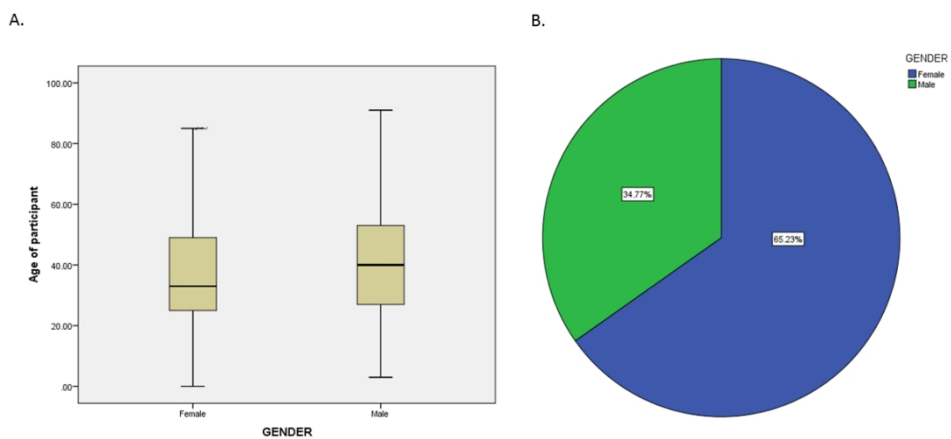 A.
B.
100.00
80.00
60.00
40.00
20.00
.00
Age of participant
Female
Male
GENDER
GENDER
Female
Male
34.77%
65.23%